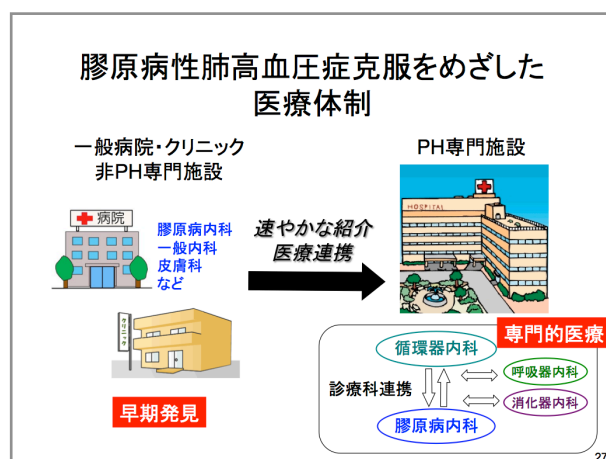 膠原病性肺高血圧症克服をめざした
医療体制
一般病院・クリニック
非PH専門施設
PH専門施設
病院
膠原病内科
一般内科
皮膚科
など
速やかな紹介
医療連携
HOSPITAL
クリニック
早期発見
専門的医療
循環器内科
呼吸器内科
診療科連携
消化器内科
膠原病内科
27